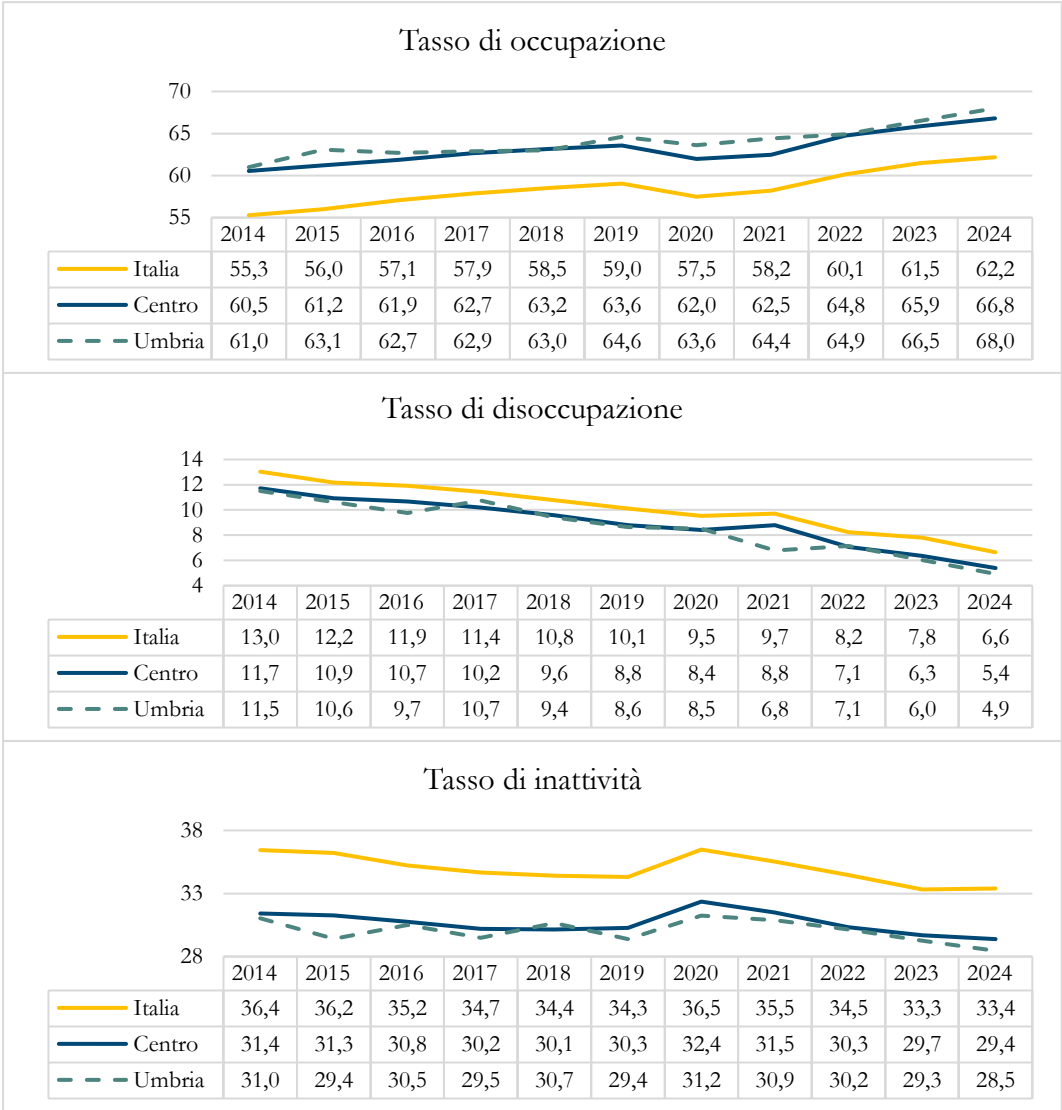 Tasso di occupazione
70
65
60
55
2014 2015 2016 2017 2018 2019 2020 2021 2022 2023 2024
Italia 55,3 56,0 57,1 57,9 58,5 59,0 57,5 58,2 60,1 61,5 62,2
Centro 60,5 61,2 61,9 62,7 63,2 63,6 62,0 62,5 64,8 65,9 66,8
Umbria 61,0 63,1 62,7 62,9 63,0 64,6 63,6 64,4 64,9 66,5 68,0
Tasso di disoccupazione
14
12
10
8
6
4
2014 2015 2016 2017 2018 2019 2020 2021 2022 2023 2024
Italia 13,0 12,2 11,9 11,4 10,8 10,1 9,5 9,7 8,2 7,8 6,6
Centro 11,7 10,9 10,7 10,2 9,6 8,8 8,4 8,8 7,1 6,3 5,4
Umbria 11,5 10,6 9,7 10,7 9,4 8,6 8,5 6,8 7,1 6,0 4,9
Tasso di inattività
38
33
28
2014 2015 2016 2017 2018 2019 2020 2021 2022 2023 2024
Italia 36,4 36,2 35,2 34,7 34,4 34,3 36,5 35,5 34,5 33,3 33,4
Centro 31,4 31,3 30,8 30,2 30,1 30,3 32,4 31,5 30,3 29,7 29,4
Umbria 31,0 29,4 30,5 29,5 30,7 29,4 31,2 30,9 30,2 29,3 28,5